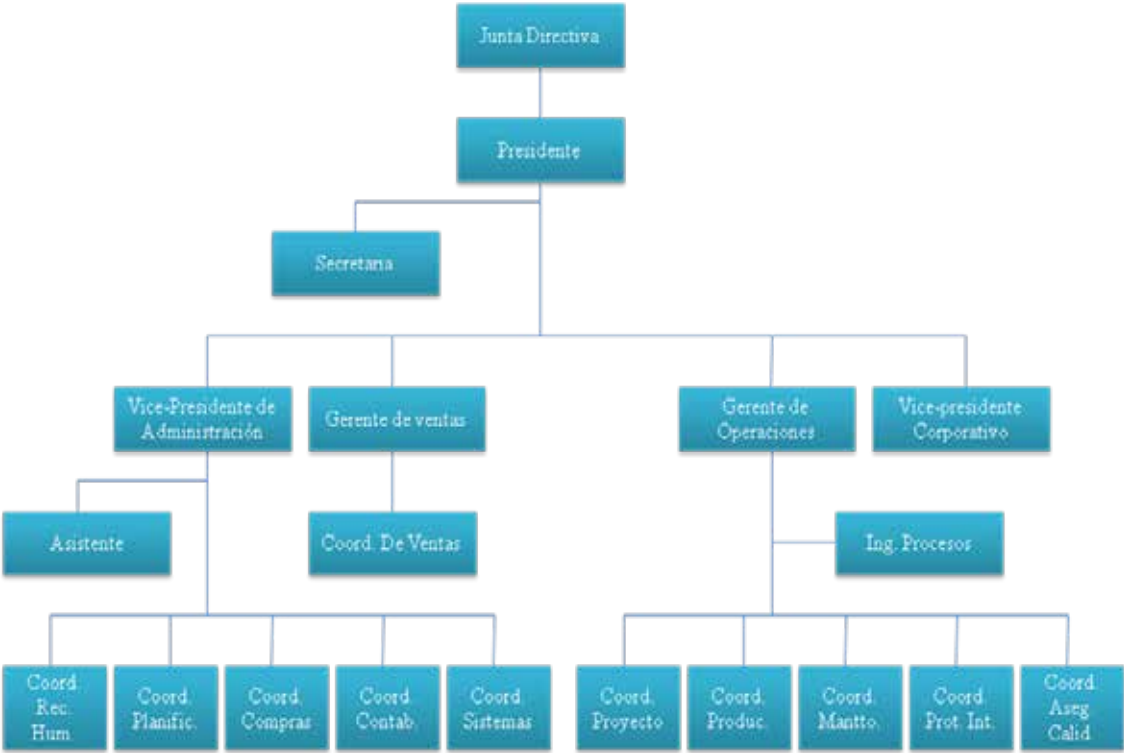 Junta Directiva
Presidente
Secretaria
Vice-Presidente de
Administración
Gerente de ventas
Gerente de
Operaciones
Vice-presidente
Corporativo
Asistente
Coord. De Ventas
Ing. Procesos
Coord.
Rec.
Hum.
Coord.
Planific.
Coord.
Compras
Coord.
Contab.
Coord.
Sistemas
Coord.
Proyecto
Coord.
Produc.
Coord.
Mantto.
Coord.
Prot. Int.
Coord.
Aseg
Calid